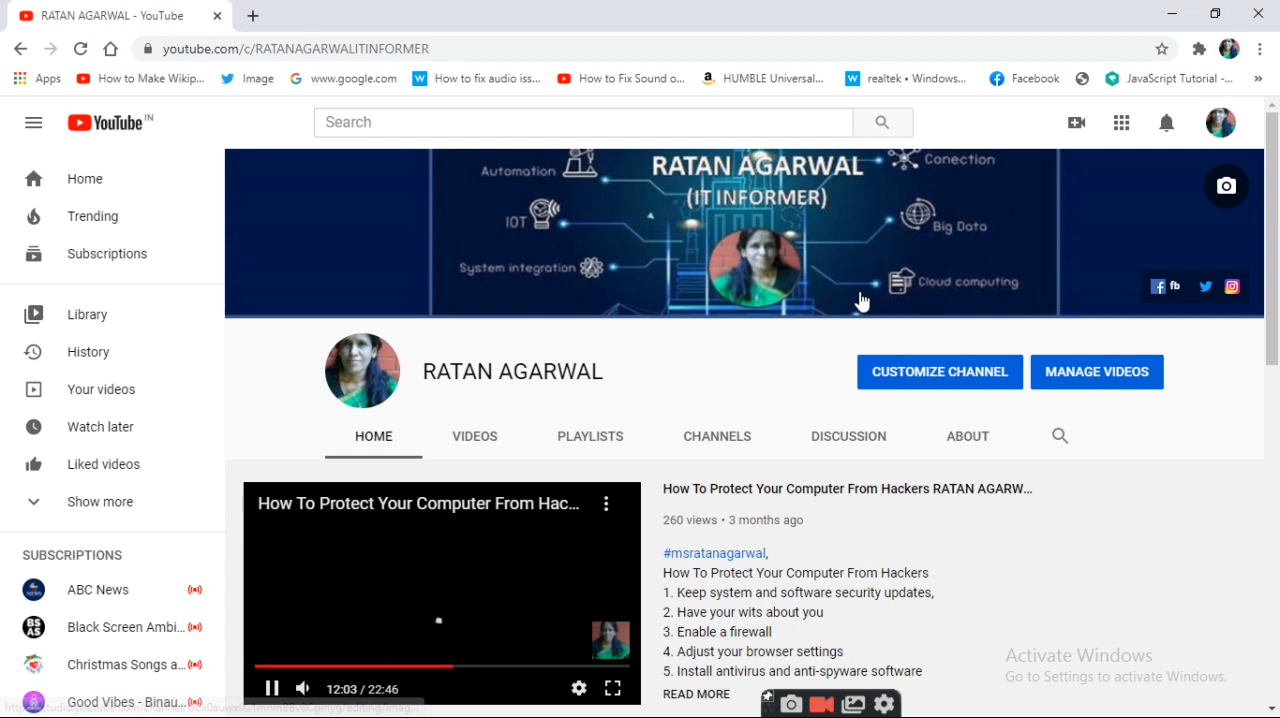 RATAN AGARWAL - YouTube
youtube.com/c/RATANAGARWALITINFORMER
Apps How to Make Wikip... Image www.google.com How to fix audio iss... How to Fix Sound o... HUMBLE Universal... realtek • Windows... Facebook JavaScript Tutorial -... »
YouTube IN
Search
Home
Trending
Subscriptions
Library
History
Your videos
Watch later
Liked videos
Show more
SUBSCRIPTIONS
ABC News
BS AS Black Screen Ambi...
Christmas Songs a...
Good Vibes - Binau...
Automation
IOT
System integration
RATAN AGARWAL
(IT INFORMER)
Conection
Big Data
Cloud computing
fb
RATAN AGARWAL
CUSTOMIZE CHANNEL MANAGE VIDEOS
HOME VIDEOS PLAYLISTS CHANNELS DISCUSSION ABOUT
How To Protect Your Computer From Hac...
12:03 / 22:46
How To Protect Your Computer From Hackers RATAN AGARW...
260 views • 3 months ago
#msratanagarwal,
How To Protect Your Computer From Hackers
1. Keep system and software security updates,
2. Have your wits about you
3. Enable a firewall
4. Adjust your browser settings
5. Install antivirus and anti-spyware software
READ MORE
Activate Windows
Go to Settings to activate Windows.